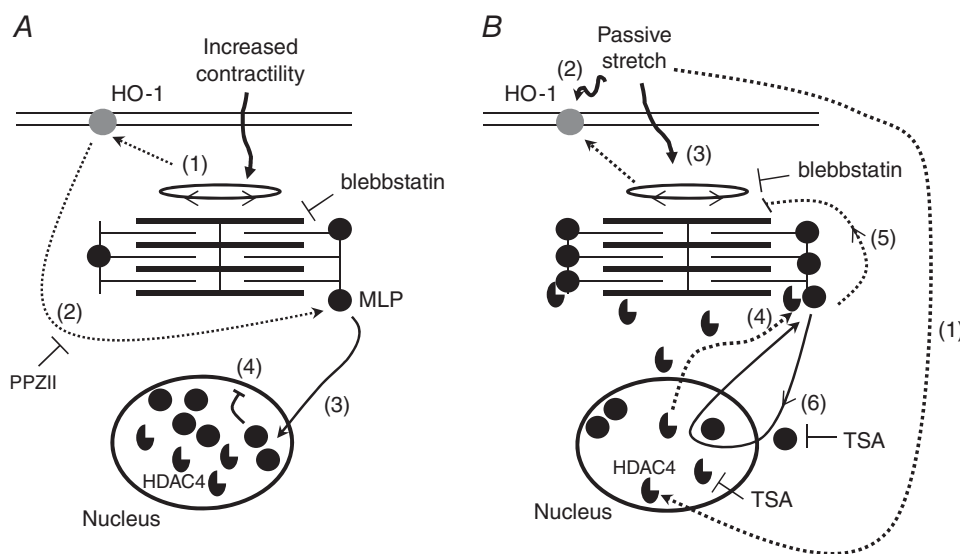 A
Increased
contractility
HO-1
(1)
blebbstatin
MLP
(2)
PPZII
(4)
(3)
HDAC4
Nucleus
B
Passive
stretch
(2)
HO-1
(3)
blebbstatin
(5)
(4)
(1)
(6)
TSA
HDAC4
TSA
Nucleus